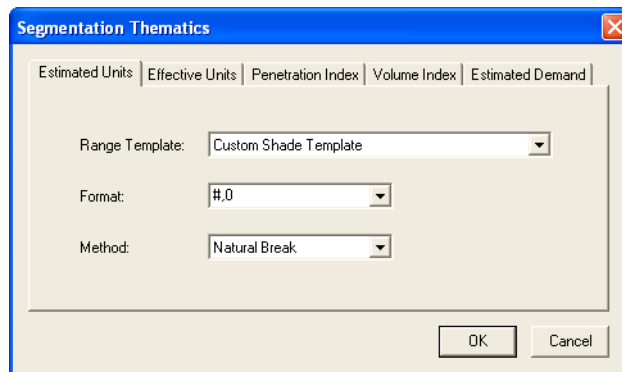 Segmentation Thematics
Estimated Units Effective Units Penetration Index Volume Index Estimated Demand
Range Template: Custom Shade Template
Format: #,0
Method: Natural Break
OK Cancel